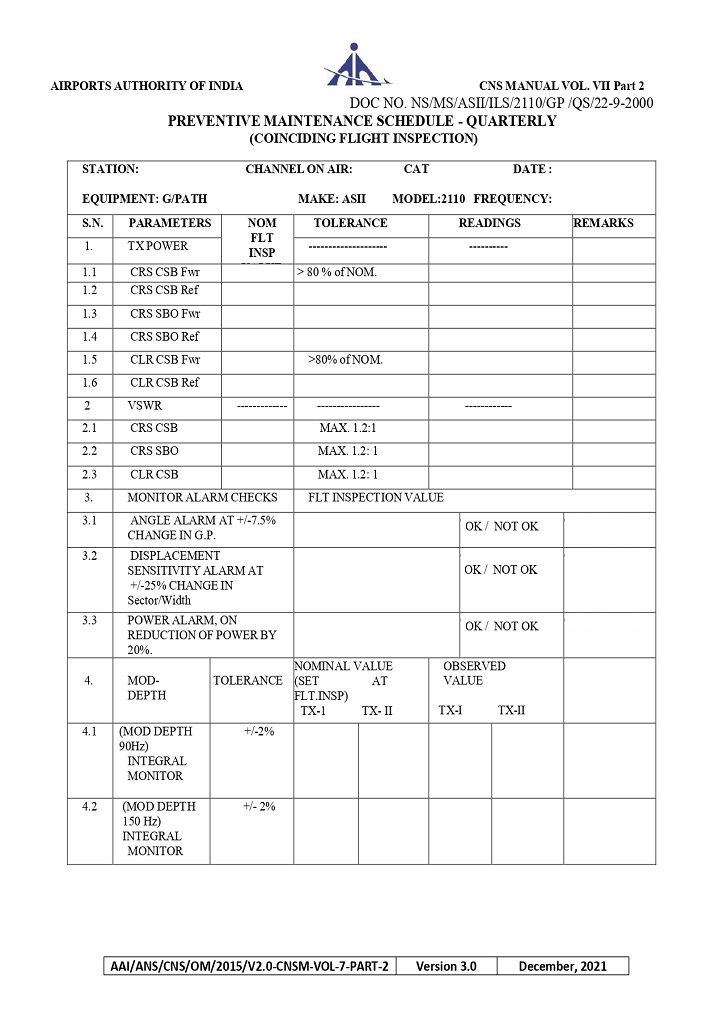 AIRPORTS AUTHORITY OF INDIA CNS MANUAL VOL. VII Part 2
DOC NO. NS/MS/ASII/ILS/2110/GP /QS/22-9-2000
PREVENTIVE MAINTENANCE SCHEDULE - QUARTERLY
(COINCIDING FLIGHT INSPECTION)
STATION: CHANNEL ON AIR: CAT DATE :
EQUIPMENT: G/PATH MAKE: ASII MODEL:2110 FREQUENCY:
S.N. PARAMETERS NOM TOLERANCE READINGS REMARKS
FLT
INSP
1. TX POWER -------------------- ----------
1.1 CRS CSB Fwr > 80 % of NOM.
1.2 CRS CSB Ref
1.3 CRS SBO Fwr
1.4 CRS SBO Ref
1.5 CLR CSB Fwr >80% of NOM.
1.6 CLR CSB Ref
2 VSWR ------------- ---------------- ------------
2.1 CRS CSB MAX. 1.2:1
2.2 CRS SBO MAX. 1.2: 1
2.3 CLR CSB MAX. 1.2: 1
3. MONITOR ALARM CHECKS FLT INSPECTION VALUE
3.1 ANGLE ALARM AT +/-7.5% OK / NOT OK
CHANGE IN G.P.
3.2 DISPLACEMENT
SENSITIVITY ALARM AT OK / NOT OK
+/-25% CHANGE IN
Sector/Width
3.3 POWER ALARM, ON OK / NOT OK
REDUCTION OF POWER BY
20%.
NOMINAL VALUE OBSERVED
4. MOD- TOLERANCE (SET AT VALUE
DEPTH FLT.INSP)
TX-1 TX- II TX-I TX-II
4.1 (MOD DEPTH +/-2%
90Hz)
INTEGRAL
MONITOR
4.2 (MOD DEPTH +/- 2%
150 Hz)
INTEGRAL
MONITOR
AAI/ANS/CNS/OM/2015/V2.0-CNSM-VOL-7-PART-2 Version 3.0 December, 2021